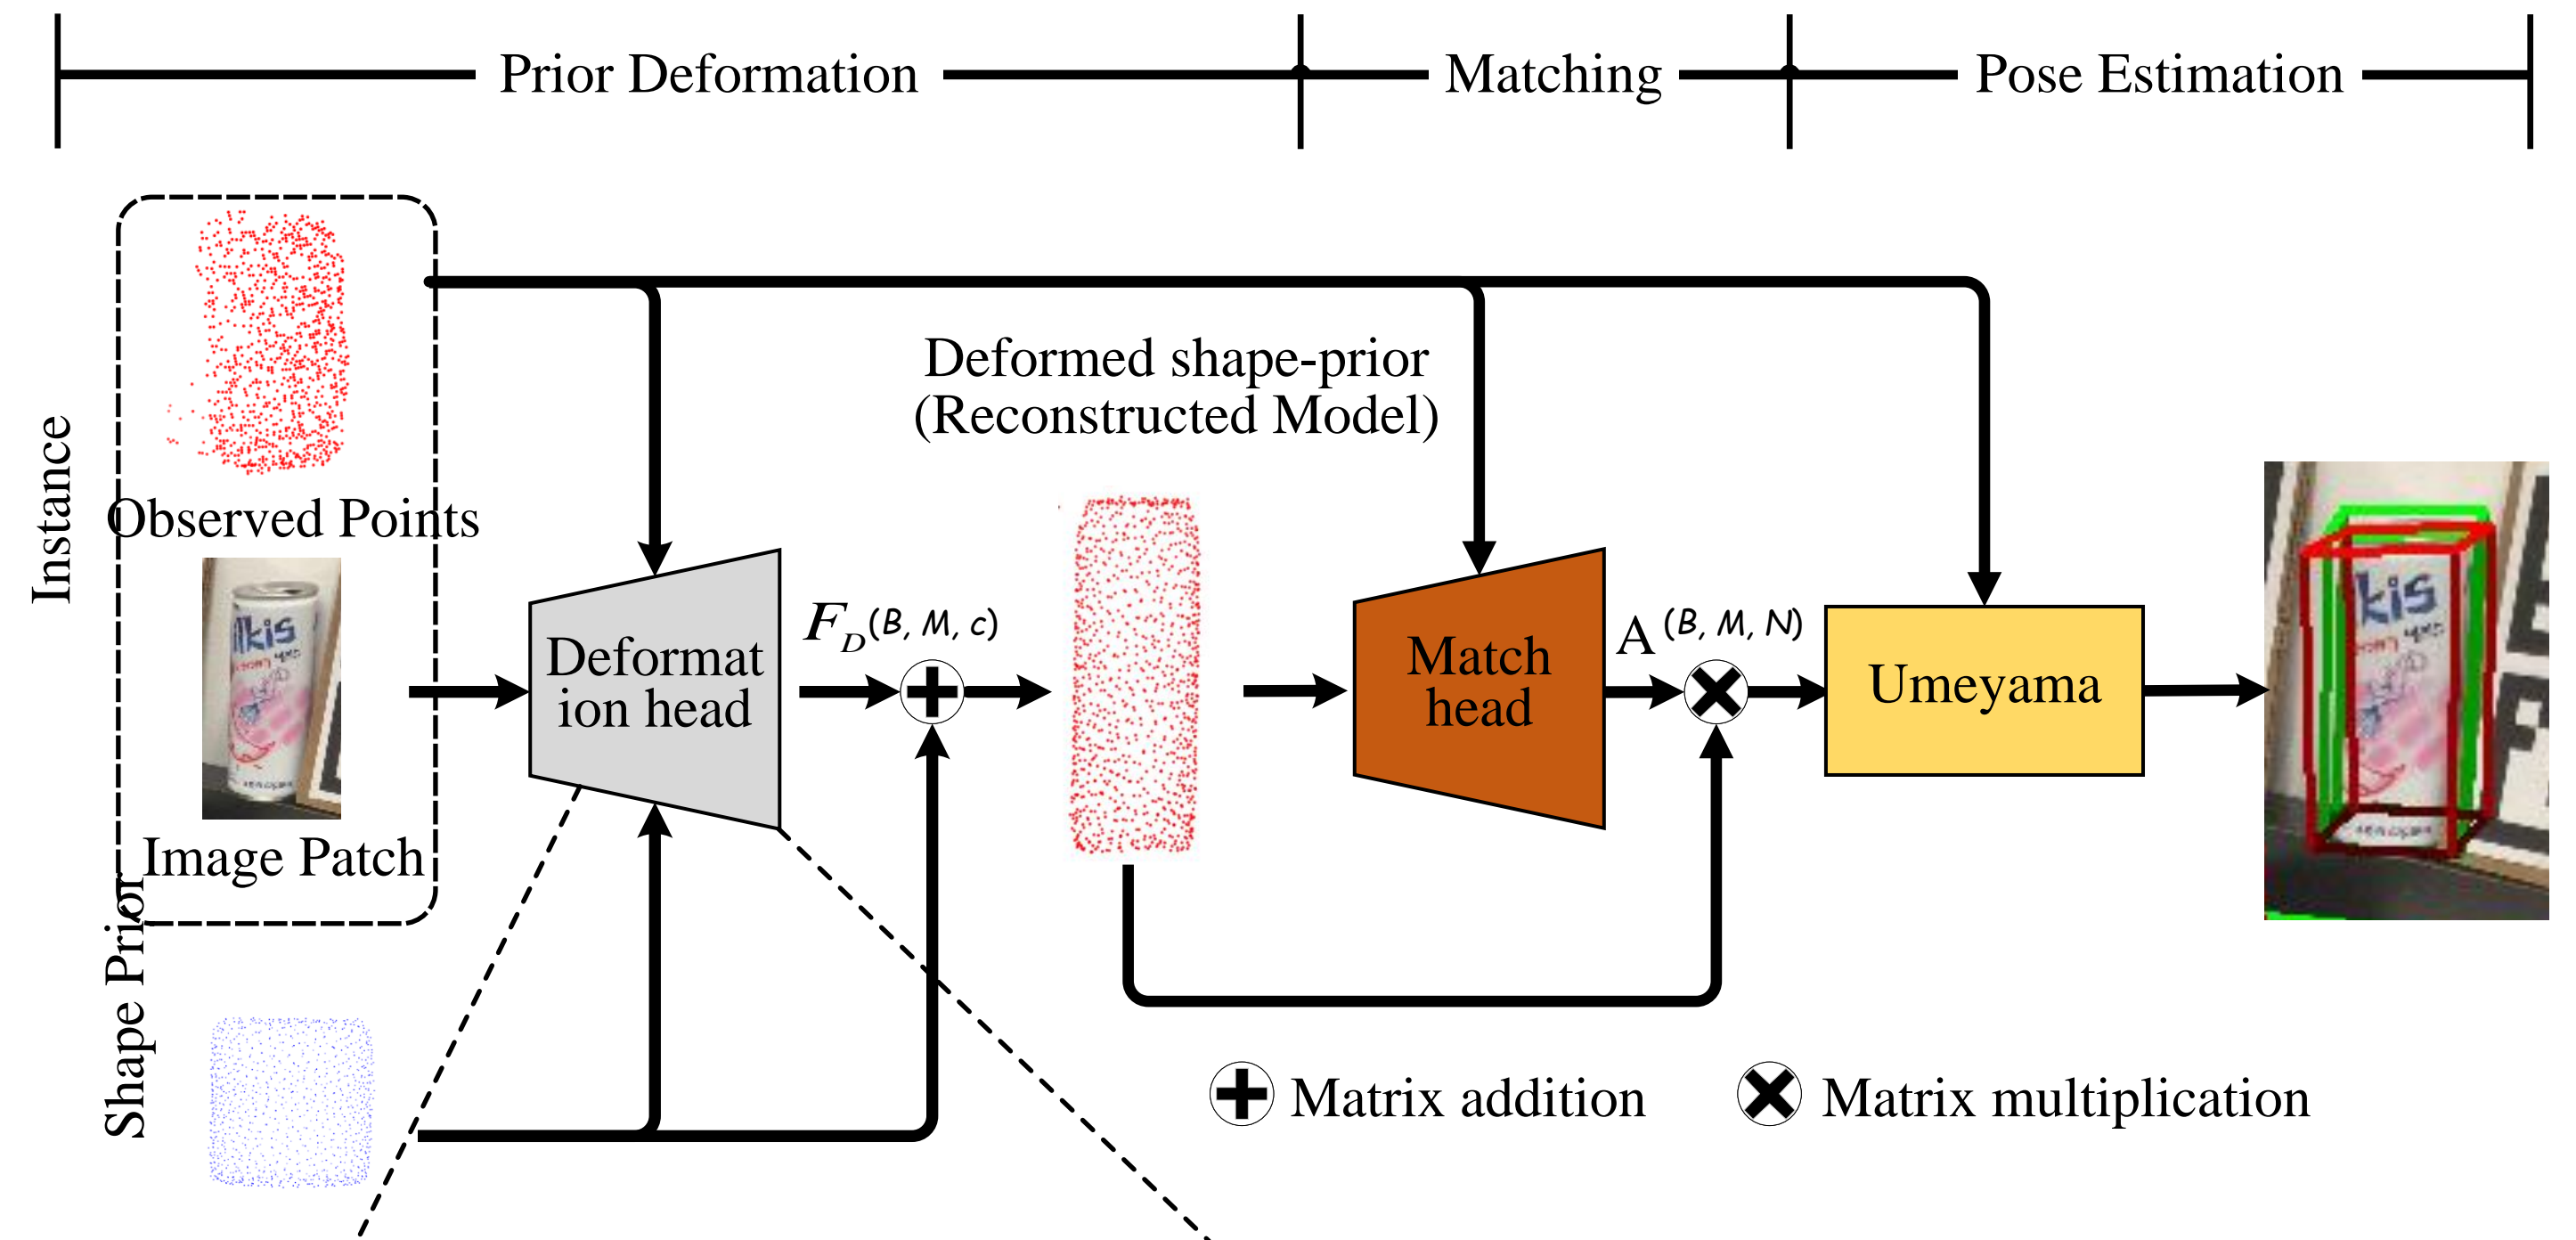 Prior Deformation
Matching
Pose Estimation
Instance
Observed Points
Image Patch
Shape Prior
Deformat
ion head
F_D (B, M, c)
Deformed shape-prior
(Reconstructed Model)
Match
head
A (B, M, N)
Umeyama
kis
Matrix addition
Matrix multiplication